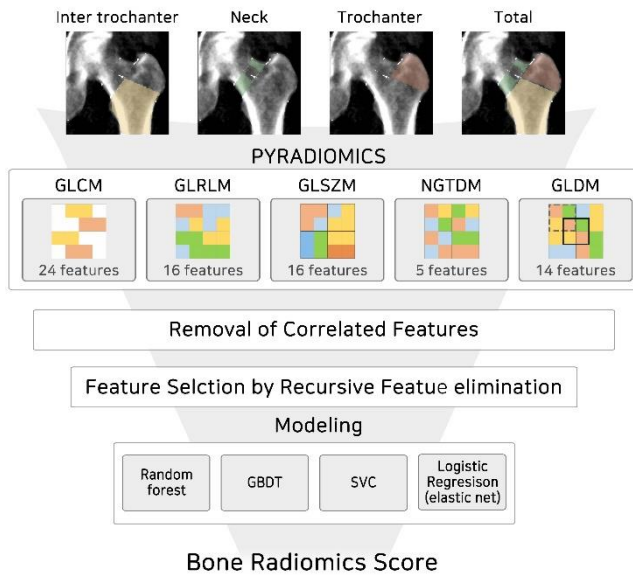 Inter trochanter
Neck
Trochanter
Total
PYRADIOMICS
GLCM
GLRLM
GLSZM
NGTDM
GLDM
24 features
16 features
16 features
5 features
14 features
Removal of Correlated Features
Feature Selction by Recursive Featue elimination
Modeling
Random
forest
GBDT
SVC
Logistic
Regresison
(elastic net)
Bone Radiomics Score